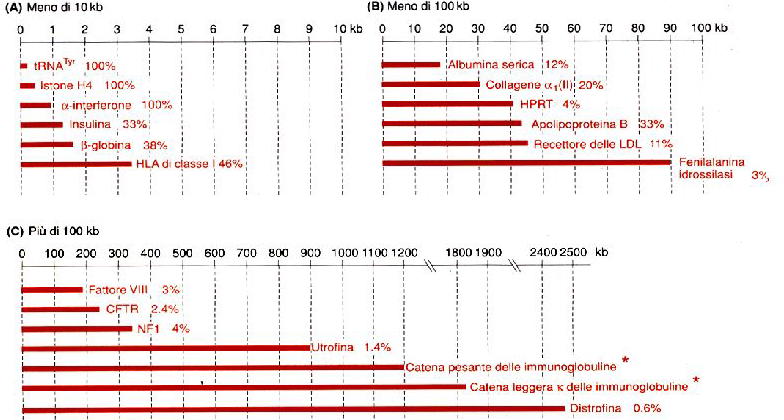 (A) Meno di 10 kb
0 1 2 3 4 5 6 7 8 9 10 kb
tRNATyr 100%
Istone H4 100%
α-interferone 100%
Insulina 33%
β-globina 38%
HLA di classe I 46%
(B) Meno di 100 kb
0 10 20 30 40 50 60 70 80 90 100 kb
Albumina serica 12%
Collagene α1(II) 20%
HPRT 4%
Apolipoproteina B 33%
Recettore delle LDL 11%
Fenilalanina
idrossilasi 3%
(C) Più di 100 kb
0 100 200 300 400 500 600 700 800 900 1000 1100 1200 1800 1900 2400 2500 kb
Fattore VIII 3%
CFTR 2.4%
NF1 4%
Utrofina 1.4%
Catena pesante delle immunoglobuline *
Catena leggera κ delle immunoglobuline *
Distrofina 0.6%